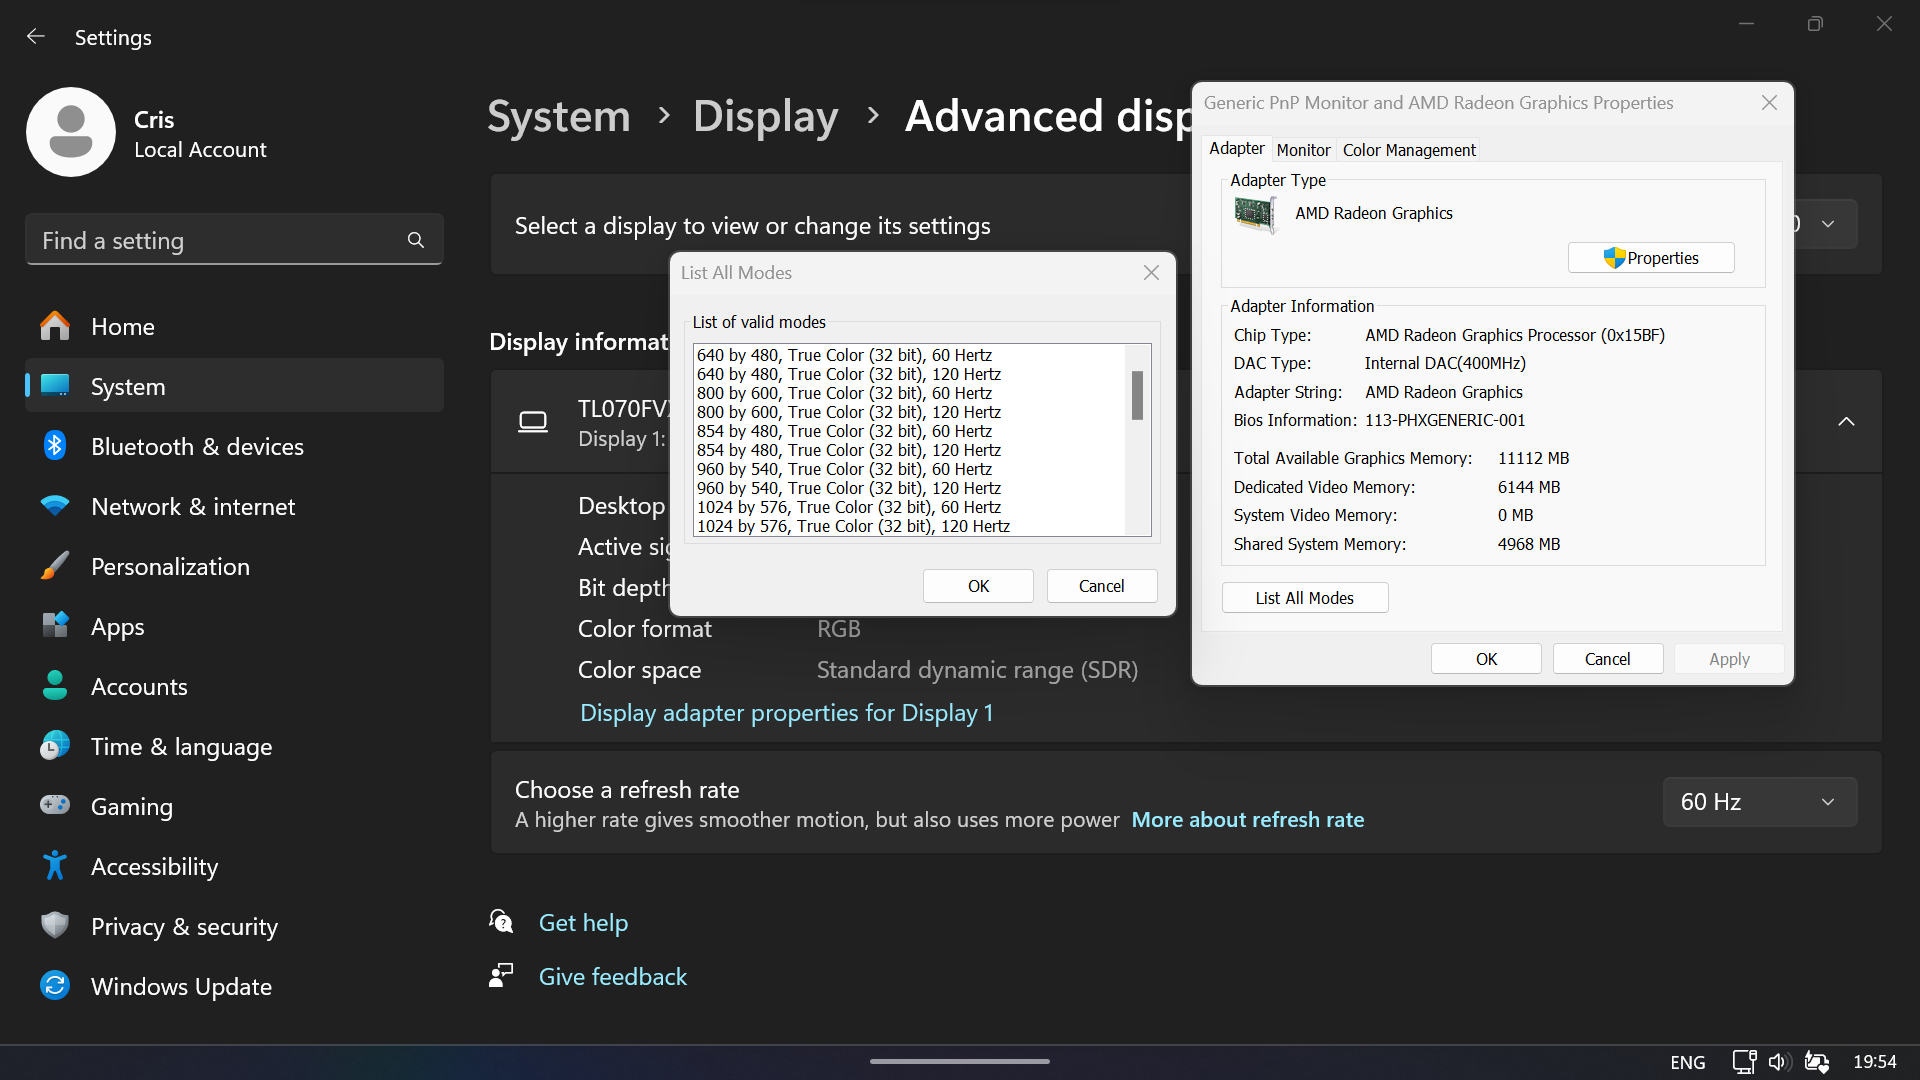 Settings
Cris
Local Account
Find a setting
Home
System
Bluetooth & devices
Network & internet
Personalization
Apps
Accounts
Time & language
Gaming
Accessibility
Privacy & security
Windows Update
System > Display > Advanced disp
Select a display to view or change its settings
Display informat
TL070FV
Display 1:
Desktop
Active sig
Bit depth
Color format RGB
Color space Standard dynamic range (SDR)
Display adapter properties for Display 1
Choose a refresh rate
A higher rate gives smoother motion, but also uses more power More about refresh rate
60 Hz
Get help
Give feedback
List All Modes
List of valid modes
640 by 480, True Color (32 bit), 60 Hertz
640 by 480, True Color (32 bit), 120 Hertz
800 by 600, True Color (32 bit), 60 Hertz
800 by 600, True Color (32 bit), 120 Hertz
854 by 480, True Color (32 bit), 60 Hertz
854 by 480, True Color (32 bit), 120 Hertz
960 by 540, True Color (32 bit), 60 Hertz
960 by 540, True Color (32 bit), 120 Hertz
1024 by 576, True Color (32 bit), 60 Hertz
1024 by 576, True Color (32 bit), 120 Hertz
OK Cancel
Generic PnP Monitor and AMD Radeon Graphics Properties
Adapter Monitor Color Management
Adapter Type
AMD Radeon Graphics
Properties
Adapter Information
Chip Type: AMD Radeon Graphics Processor (0x15BF)
DAC Type: Internal DAC(400MHz)
Adapter String: AMD Radeon Graphics
Bios Information: 113-PHXGENERIC-001
Total Available Graphics Memory: 11112 MB
Dedicated Video Memory: 6144 MB
System Video Memory: 0 MB
Shared System Memory: 4968 MB
List All Modes
OK Cancel Apply
ENG 19:54